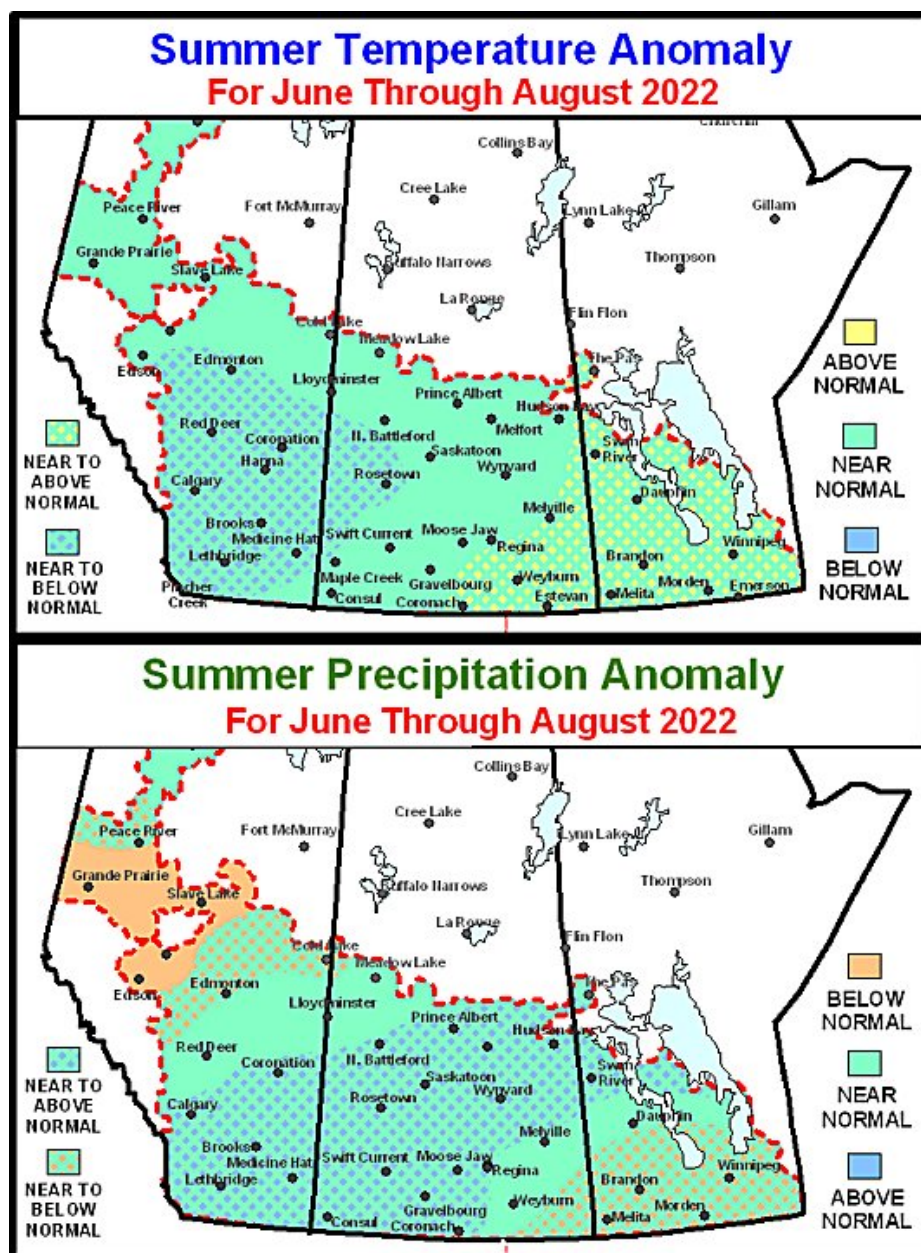 Summer Temperature Anomaly
For June Through August 2022
Collins Bay
Cree Lake
Peace River
Fort McMurray
Lynn Lake
Gillam
Grande Prairie
Slave Lake
Buffalo Narrows
Thompson
La Ronge
Cold Lake
Flin Flon
Meadow Lake
The Pas
Edson
Edmonton
Lloydminster
Prince Albert
Hudson Bay
Red Deer
Coronation
N. Battleford
Melfort
Swan
River
Hanna
Saskatoon
Wynyard
Rosetown
Calgary
Dauphin
Melville
Brooks
Medicine Hat
Swift Current
Moose Jaw
Regina
Winnipeg
Lethbridge
Brandon
Maple Creek
Gravelbourg
Weyburn
Morden
Emerson
Pincher
Creek
Consul
Coronach
Estevan
Melita
NEAR TO
ABOVE
NORMAL
NEAR TO
BELOW
NORMAL
ABOVE
NORMAL
NEAR
NORMAL
BELOW
NORMAL
Summer Precipitation Anomaly
For June Through August 2022
Collins Bay
Cree Lake
Peace River
Fort McMurray
Lynn Lake
Gillam
Grande Prairie
Slave Lake
Buffalo Narrows
Thompson
La Ronge
Cold Lake
Flin Flon
Meadow Lake
The Pas
Edson
Edmonton
Lloydminster
Prince Albert
Hudson Bay
Red Deer
Coronation
N. Battleford
Swan
River
Saskatoon
Wynyard
Rosetown
Calgary
Dauphin
Melville
Brooks
Medicine Hat
Swift Current
Moose Jaw
Regina
Winnipeg
Lethbridge
Brandon
Gravelbourg
Weyburn
Morden
Consul
Coronach
Melita
NEAR TO
ABOVE
NORMAL
NEAR TO
BELOW
NORMAL
BELOW
NORMAL
NEAR
NORMAL
ABOVE
NORMAL